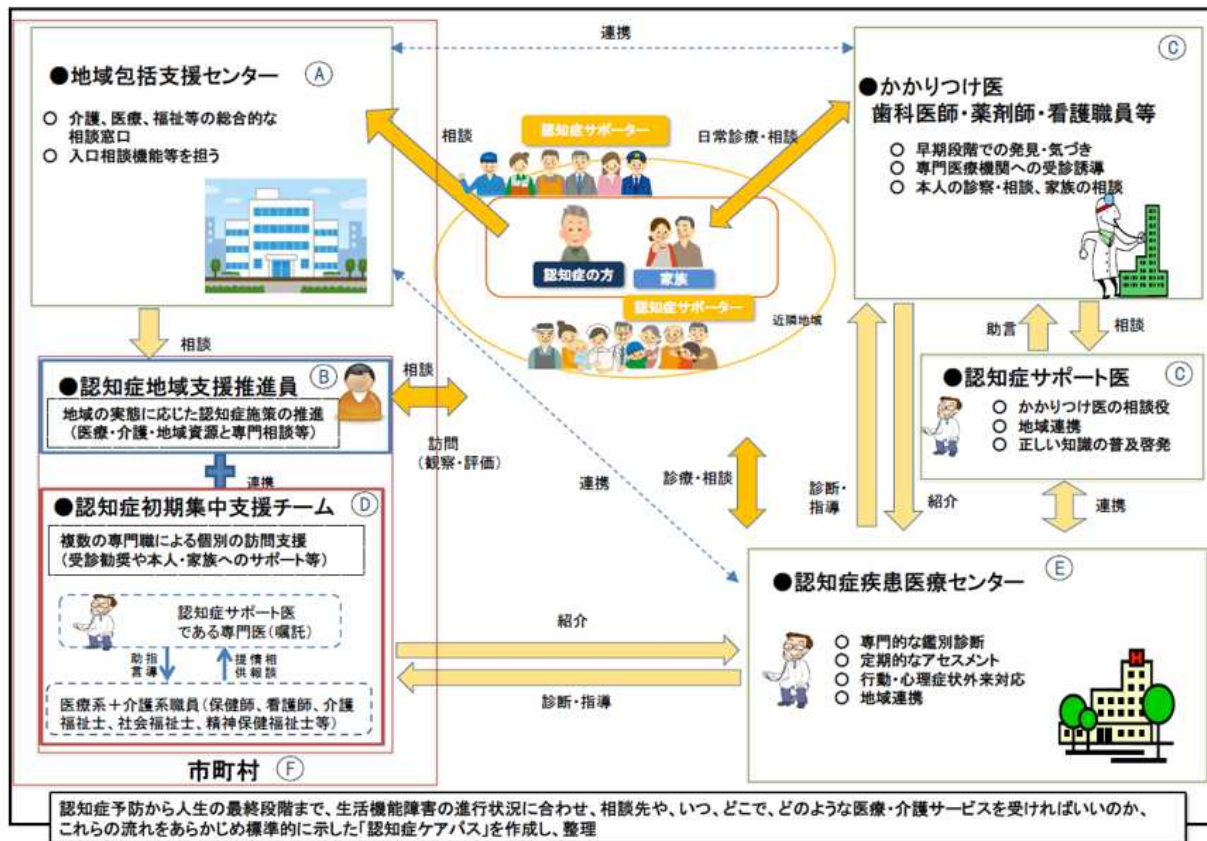 連携
●地域包括支援センター Ⓐ
○ 介護、医療、福祉等の総合的な
相談窓口
○ 入口相談機能等を担う
相談
認知症サポーター
日常診療・相談
認知症の方
家族
認知症サポーター
近隣地域
Ⓒ
●かかりつけ医
歯科医師・薬剤師・看護職員等
○ 早期段階での発見・気づき
○ 専門医療機関への受診誘導
○ 本人の診察・相談、家族の相談
相談
助言
相談
●認知症地域支援推進員 Ⓑ
地域の実態に応じた認知症施策の推進
(医療・介護・地域資源と専門相談等)
相談
訪問
(観察・評価)
連携
●認知症サポート医 Ⓒ
○ かかりつけ医の相談役
○ 地域連携
○ 正しい知識の普及啓発
連携
診療・相談
診断・
指導
紹介
連携
●認知症初期集中支援チーム Ⓓ
複数の専門職による個別の訪問支援
(受診勧奨や本人・家族へのサポート等)
認知症サポート医
である専門医(嘱託)
指導
助言
相談
情報
提供
医療系+介護系職員(保健師、看護師、介護
福祉士、社会福祉士、精神保健福祉士等)
市町村 Ⓕ
紹介
診断・指導
●認知症疾患医療センター Ⓔ
○ 専門的な鑑別診断
○ 定期的なアセスメント
○ 行動・心理症状外来対応
○ 地域連携
H
認知症予防から人生の最終段階まで、生活機能障害の進行状況に合わせ、相談先や、いつ、どこで、どのような医療・介護サービスを受ければいいのか、
これらの流れをあらかじめ標準的に示した「認知症ケアパス」を作成し、整理